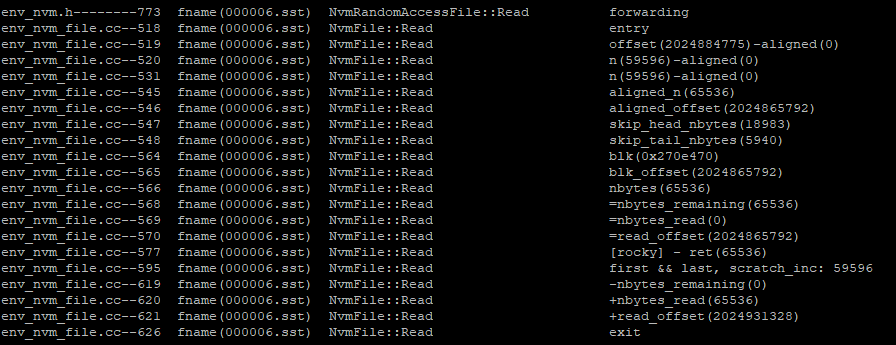 env_nvm.h--------773 fname(000006.sst) NvmRandomAccessFile::Read forwarding
env_nvm_file.cc--518 fname(000006.sst) NvmFile::Read entry
env_nvm_file.cc--519 fname(000006.sst) NvmFile::Read offset(2024884775)-aligned(0)
env_nvm_file.cc--520 fname(000006.sst) NvmFile::Read n(59596)-aligned(0)
env_nvm_file.cc--531 fname(000006.sst) NvmFile::Read n(59596)-aligned(0)
env_nvm_file.cc--545 fname(000006.sst) NvmFile::Read aligned_n(65536)
env_nvm_file.cc--546 fname(000006.sst) NvmFile::Read aligned_offset(2024865792)
env_nvm_file.cc--547 fname(000006.sst) NvmFile::Read skip_head_nbytes(18983)
env_nvm_file.cc--548 fname(000006.sst) NvmFile::Read skip_tail_nbytes(5940)
env_nvm_file.cc--564 fname(000006.sst) NvmFile::Read blk(0x270e470)
env_nvm_file.cc--565 fname(000006.sst) NvmFile::Read blk_offset(2024865792)
env_nvm_file.cc--566 fname(000006.sst) NvmFile::Read nbytes(65536)
env_nvm_file.cc--568 fname(000006.sst) NvmFile::Read =nbytes_remaining(65536)
env_nvm_file.cc--569 fname(000006.sst) NvmFile::Read =nbytes_read(0)
env_nvm_file.cc--570 fname(000006.sst) NvmFile::Read =read_offset(2024865792)
env_nvm_file.cc--577 fname(000006.sst) NvmFile::Read [rocky] - ret(65536)
env_nvm_file.cc--595 fname(000006.sst) NvmFile::Read first && last, scratch_inc: 59596
env_nvm_file.cc--619 fname(000006.sst) NvmFile::Read -nbytes_remaining(0)
env_nvm_file.cc--620 fname(000006.sst) NvmFile::Read +nbytes_read(65536)
env_nvm_file.cc--621 fname(000006.sst) NvmFile::Read +read_offset(2024931328)
env_nvm_file.cc--626 fname(000006.sst) NvmFile::Read exit